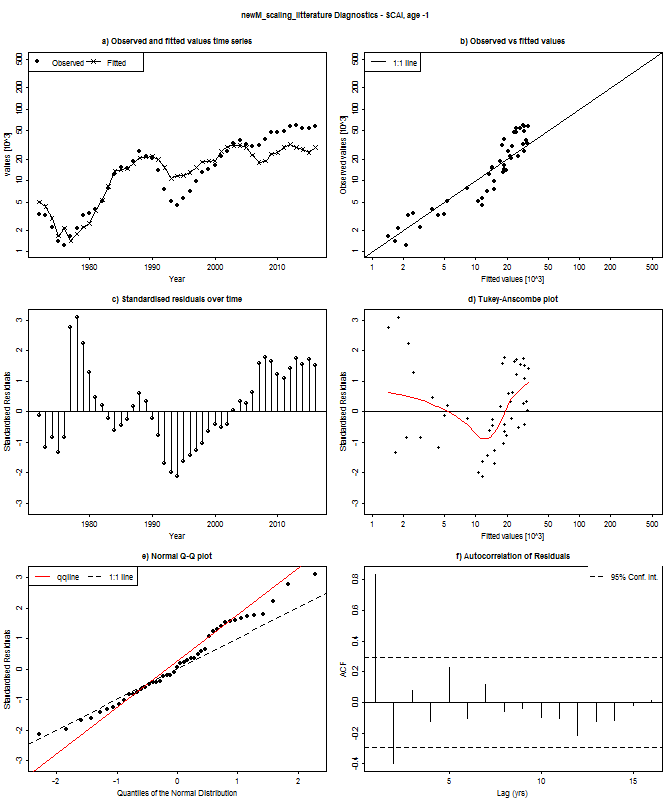 newM_scaling_litterature Diagnostics - $CAI, age -1
a) Observed and fitted values time series
Observed Fitted
values [10^3]
1 2 5 10 20 50 100 200 500
1980 1990 2000 2010
Year
b) Observed vs fitted values
1:1 line
Observed values [10^3]
1 2 5 10 20 50 100 200 500
1 2 5 10 20 50 100 200 500
Fitted values [10^3]
c) Standardised residuals over time
Standardised Residuals
-3 -2 -1 0 1 2 3
1980 1990 2000 2010
Year
d) Tukey-Anscombe plot
Standardised Residuals
-3 -2 -1 0 1 2 3
1 2 5 10 20 50 100 200 500
Fitted values [10^3]
e) Normal Q-Q plot
qqline 1:1 line
Standardised Residuals
-3 -2 -1 0 1 2 3
-2 -1 0 1 2
Quantiles of the Normal Distribution
f) Autocorrelation of Residuals
95% Conf. Int.
ACF
-0.4 -0.2 0.0 0.2 0.4 0.6 0.8
5 10 15
Lag (yrs)